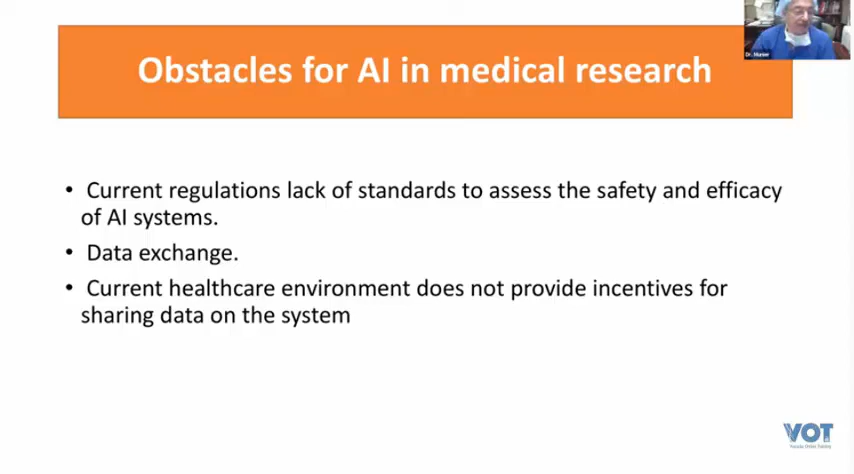 Obstacles for AI in medical research
• Current regulations lack of standards to assess the safety and efficacy
of AI systems.
• Data exchange.
• Current healthcare environment does not provide incentives for
sharing data on the system
VOT
Online